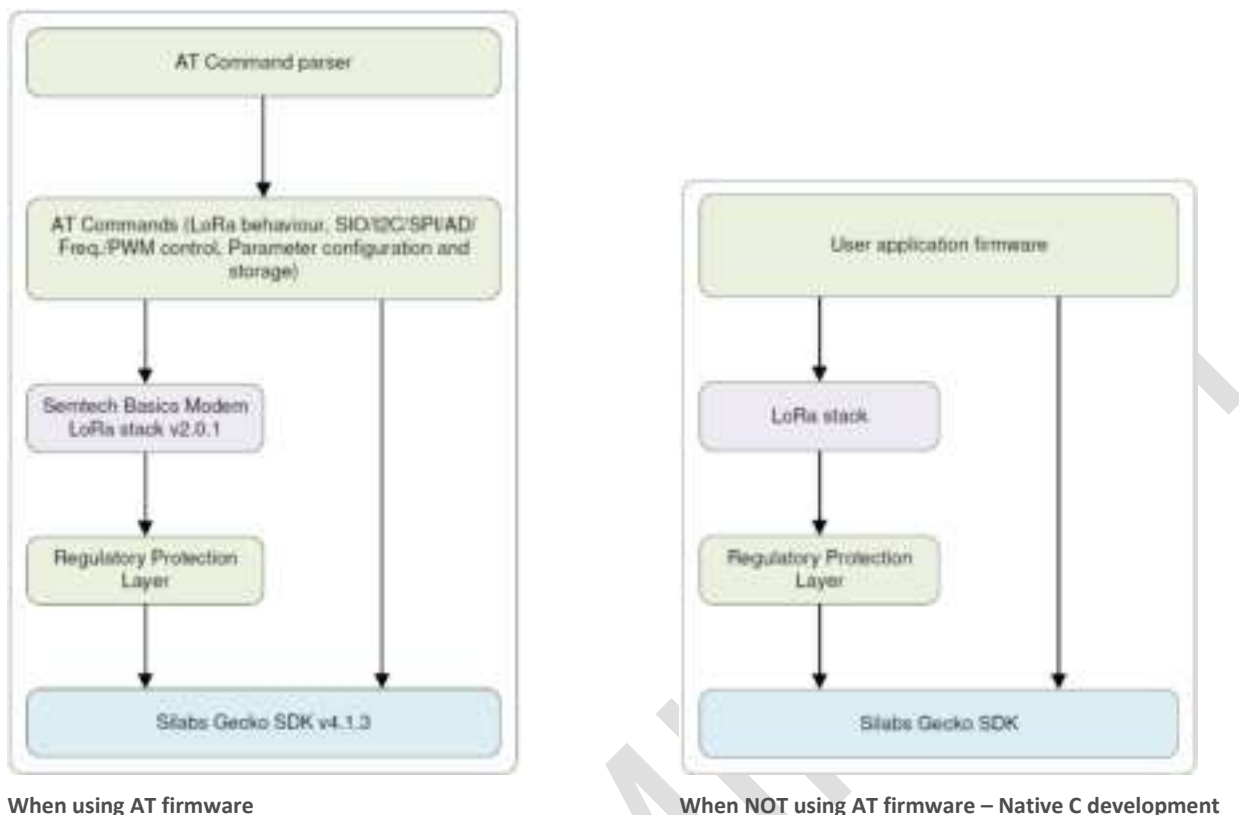 AT Command parser
AT Commands (LoRa behaviour, SIO/I2C/SPI/AD/
Freq./PWM control, Parameter configuration and
storage)
Semtech Basics Modem
LoRa stack v2.0.1
Regulatory Protection
Layer
Silabs Gecko SDK v4.1.3
When using AT firmware
User application firmware
LoRa stack
Regulatory Protection
Layer
Silabs Gecko SDK
When NOT using AT firmware – Native C development